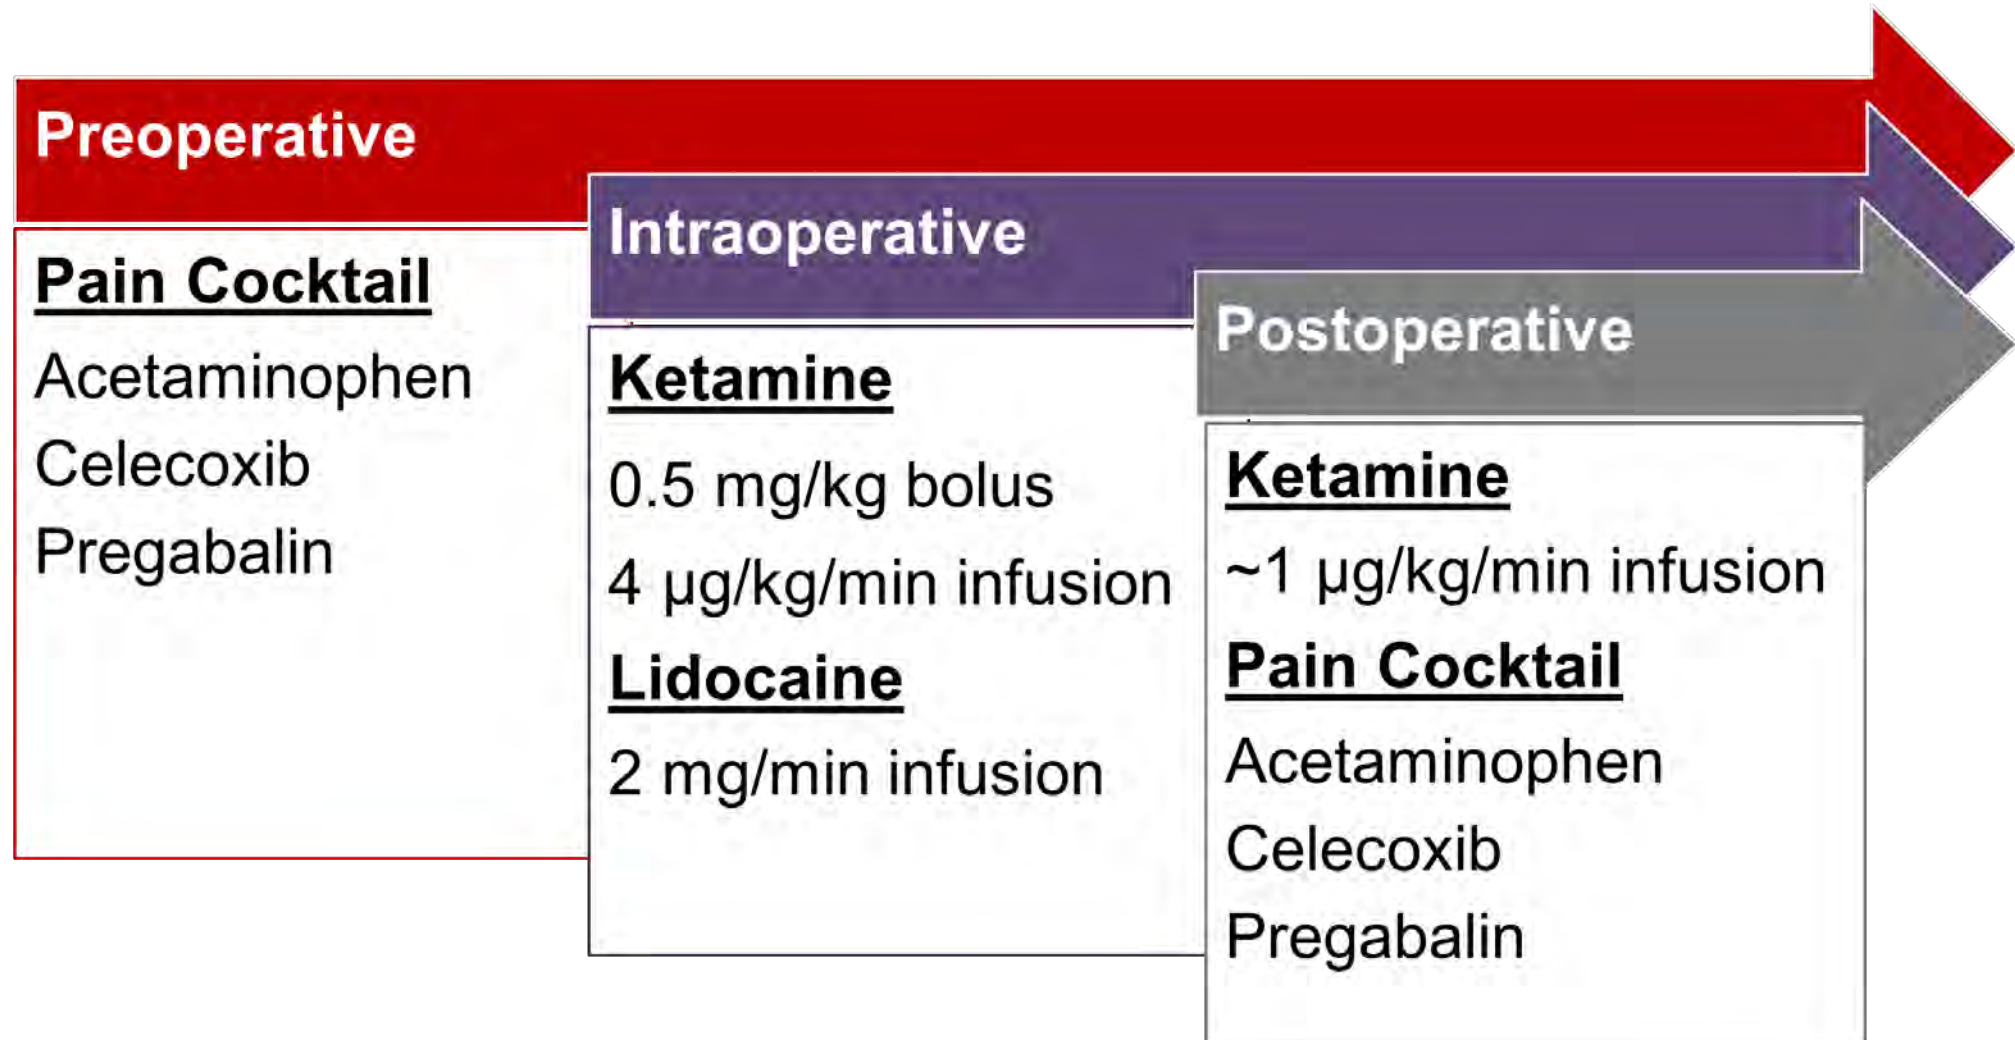 Preoperative
Pain Cocktail
Acetaminophen
Celecoxib
Pregabalin
Intraoperative
Ketamine
0.5 mg/kg bolus
4 µg/kg/min infusion
Lidocaine
2 mg/min infusion
Postoperative
Ketamine
~1 µg/kg/min infusion
Pain Cocktail
Acetaminophen
Celecoxib
Pregabalin